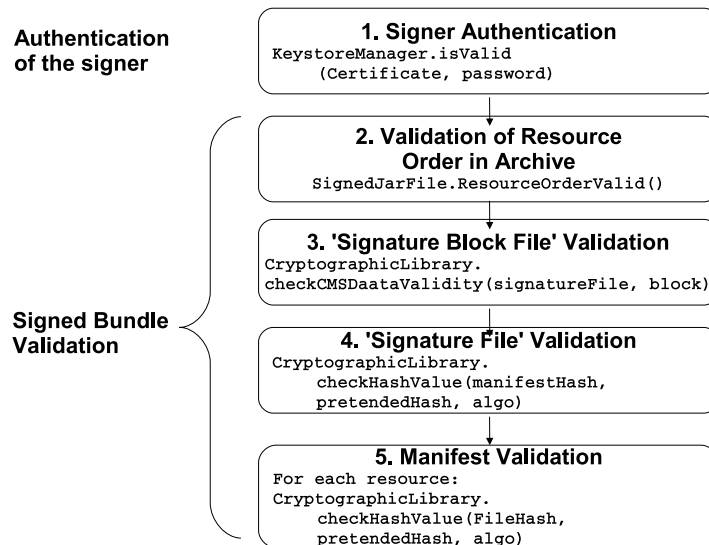 Authentication
of the signer
1. Signer Authentication
KeystoreManager.isValid
(Certificate, password)
2. Validation of Resource
Order in Archive
SignedJarFile.ResourceOrderValid()
3. 'Signature Block File' Validation
CryptographicLibrary.
checkCMSDaataValidity(signatureFile, block)
Signed Bundle
Validation
4. 'Signature File' Validation
CryptographicLibrary.
checkHashValue(manifestHash,
pretendedHash, algo)
5. Manifest Validation
For each resource:
CryptographicLibrary.
checkHashValue(FileHash,
pretendedHash, algo)